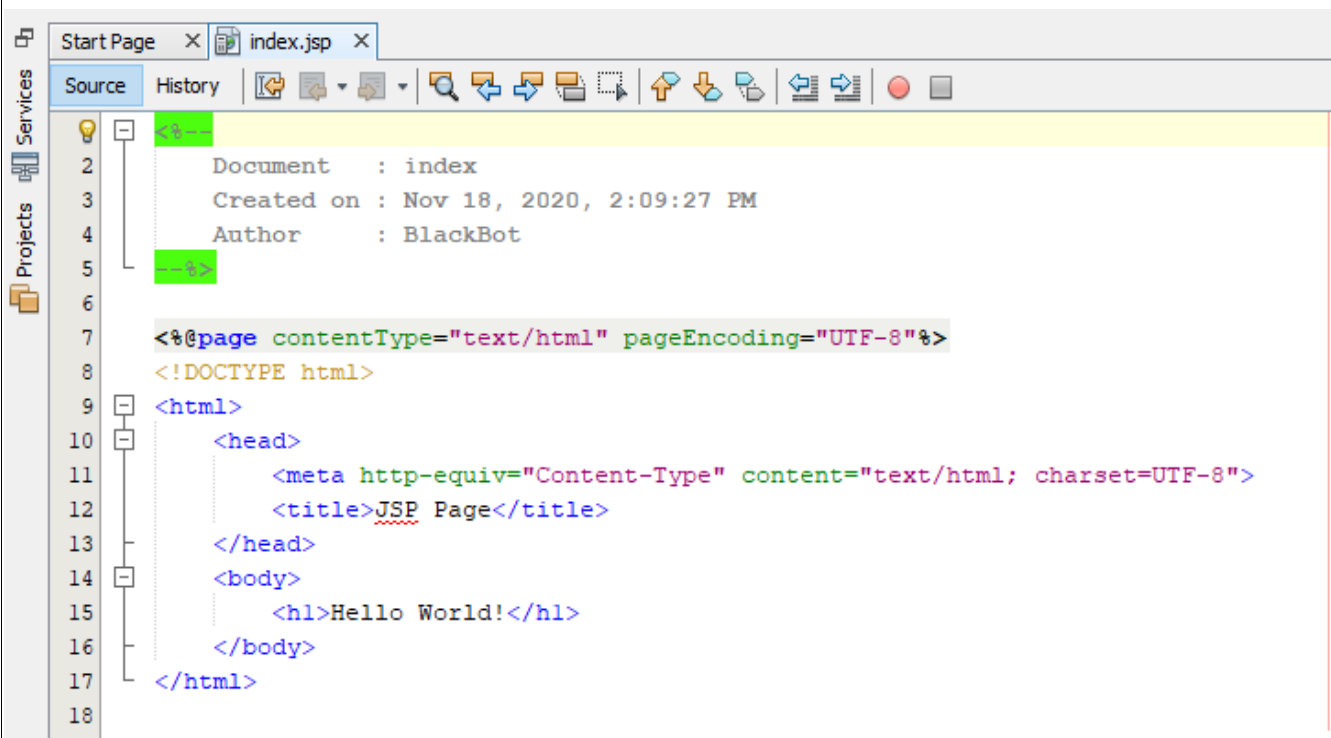 Start Page index.jsp
Source History
Services
Projects
<%--
2 Document   : index
3 Created on : Nov 18, 2020, 2:09:27 PM
4 Author     : BlackBot
5 --%>
6
7 <%@page contentType="text/html" pageEncoding="UTF-8"%>
8 <!DOCTYPE html>
9 <html>
10 <head>
11 <meta http-equiv="Content-Type" content="text/html; charset=UTF-8">
12 <title>JSP Page</title>
13 </head>
14 <body>
15 <h1>Hello World!</h1>
16 </body>
17 </html>
18